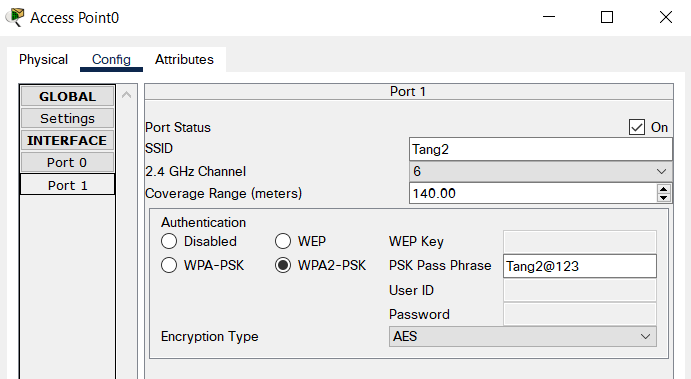 Access Point0
Physical Config Attributes
GLOBAL
Settings
INTERFACE
Port 0
Port 1
Port 1
Port Status On
SSID Tang2
2.4 GHz Channel 6
Coverage Range (meters) 140.00
Authentication
Disabled WEP WEP Key
WPA-PSK WPA2-PSK PSK Pass Phrase Tang2@123
User ID
Password
Encryption Type AES